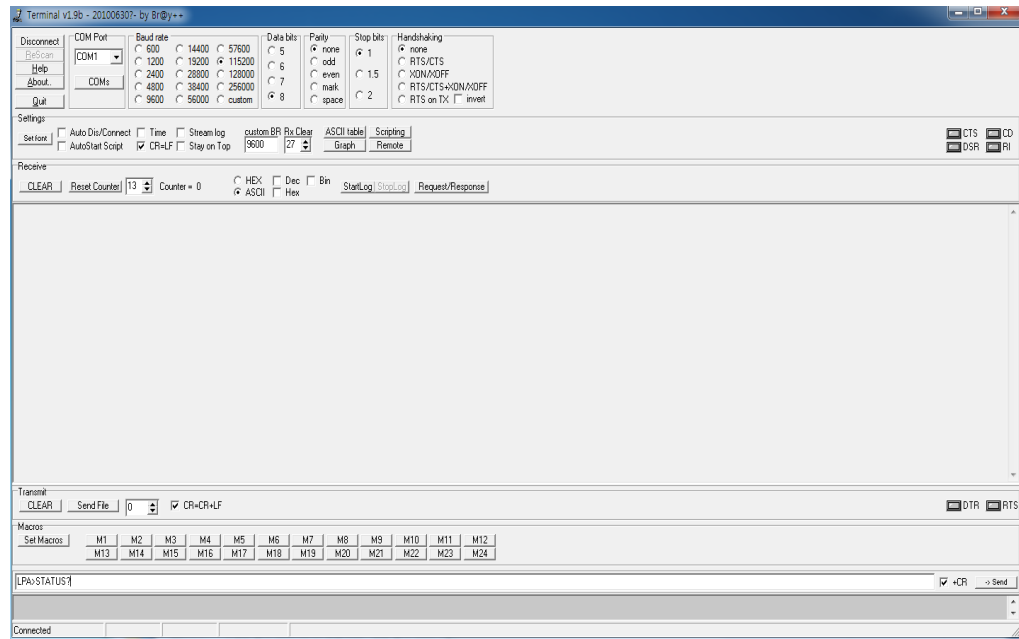 Terminal v1.9b - 20100630?- by Br@y++
Disconnect
ReScan
Help
About..
Quit
COM Port
COM1
COMs
Baud rate
600 14400 57600
1200 19200 115200
2400 28800 128000
4800 38400 256000
9600 56000 custom
Data bits
5
6
7
8
Parity
none
odd
even
mark
space
Stop bits
1
1.5
2
Handshaking
none
RTS/CTS
XON/XOFF
RTS/CTS+XON/XOFF
RTS on TX invert
Settings
Set font
Auto Dis/Connect Time Stream log
AutoStart Script CR=LF Stay on Top
custom BR Rx Clear
9600 27
ASCII table Scripting
Graph Remote
CTS CD
DSR RI
Receive
CLEAR Reset Counter 13 Counter = 0
HEX Dec Bin
ASCII Hex
StartLog StopLog Request/Response
Transmit
CLEAR Send File 0 CR=CR+LF
DTR RTS
Macros
Set Macros M1 M2 M3 M4 M5 M6 M7 M8 M9 M10 M11 M12
M13 M14 M15 M16 M17 M18 M19 M20 M21 M22 M23 M24
LPA>STATUS? +CR -> Send
Connected